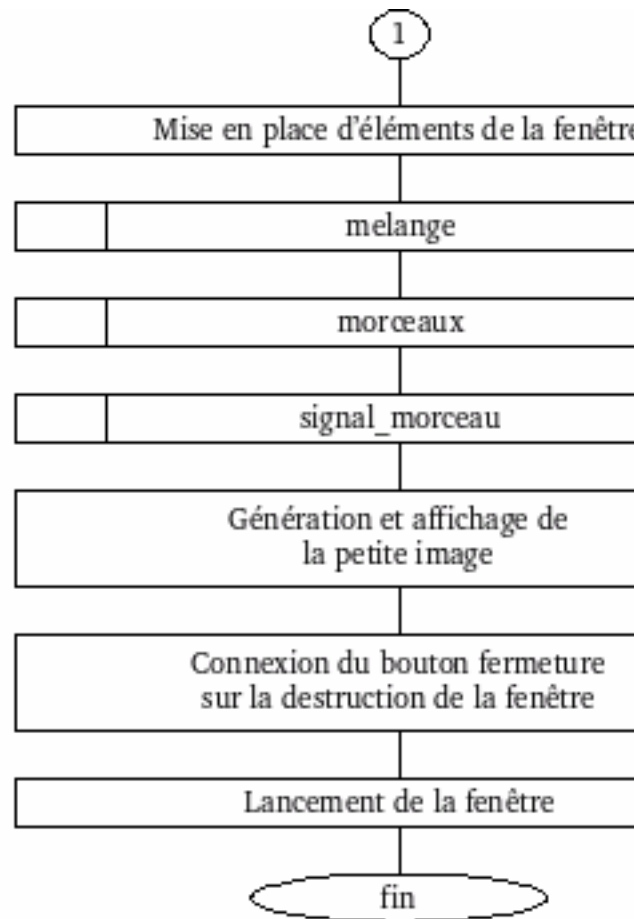 1
Mise en place d'éléments de la fenêtre
melange
morceaux
signal_morceau
Génération et affichage de
la petite image
Connexion du bouton fermeture
sur la destruction de la fenêtre
Lancement de la fenêtre
fin